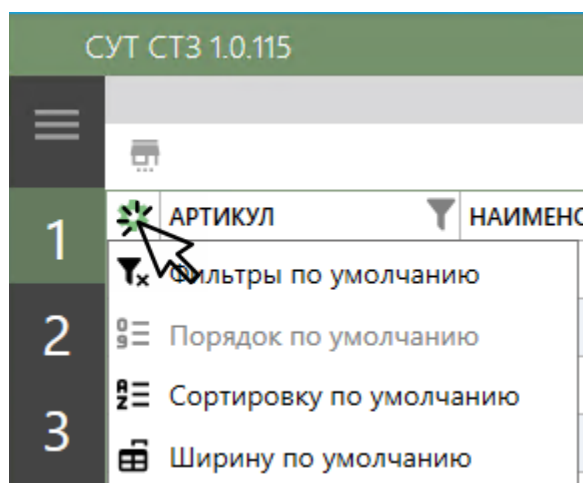 СУТ СТЗ 1.0.115
АРТИКУЛ НАИМЕНО
1
Фильтры по умолчанию
2
Порядок по умолчанию
Сортировку по умолчанию
3
Ширину по умолчанию